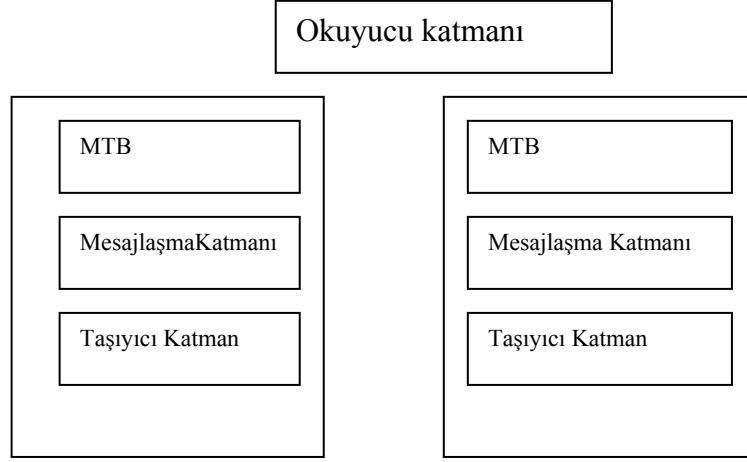 Okuyucu katmanı
MTB
MesajlaşmaKatmanı
Taşıyıcı Katman
MTB
Mesajlaşma Katmanı
Taşıyıcı Katman